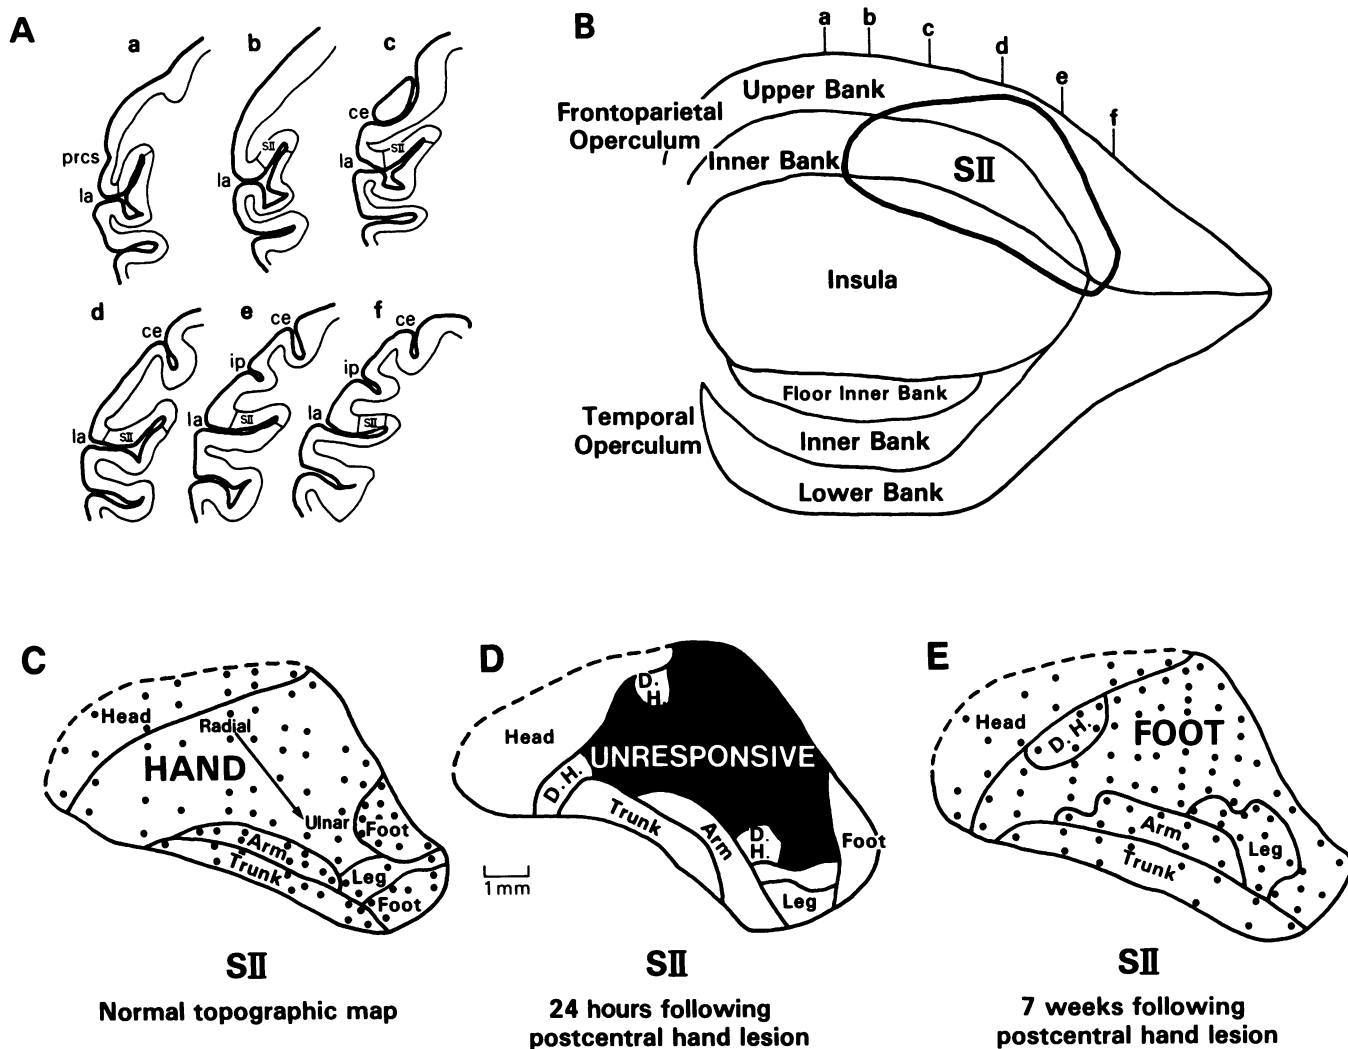 A
a
b
c
SII
SII
ce
prcs
la
la
la
d
e
f
ce
ce
ce
ip
ip
la
la
la
SII
SII
SII
B
a
b
c
d
e
f
Upper Bank
Frontoparietal
Operculum
Inner Bank
SII
Insula
Floor Inner Bank
Temporal
Operculum
Inner Bank
Lower Bank
C
Head
Radial
HAND
Ulnar
Foot
Arm
Trunk
Leg
Foot
SII
Normal topographic map
D
D.
H.
Head
UNRESPONSIVE
D.H.
Trunk
Arm
D.
H.
Foot
Leg
1mm
SII
24 hours following
postcentral hand lesion
E
Head
D.H.
FOOT
Arm
Leg
Trunk
SII
7 weeks following
postcentral hand lesion